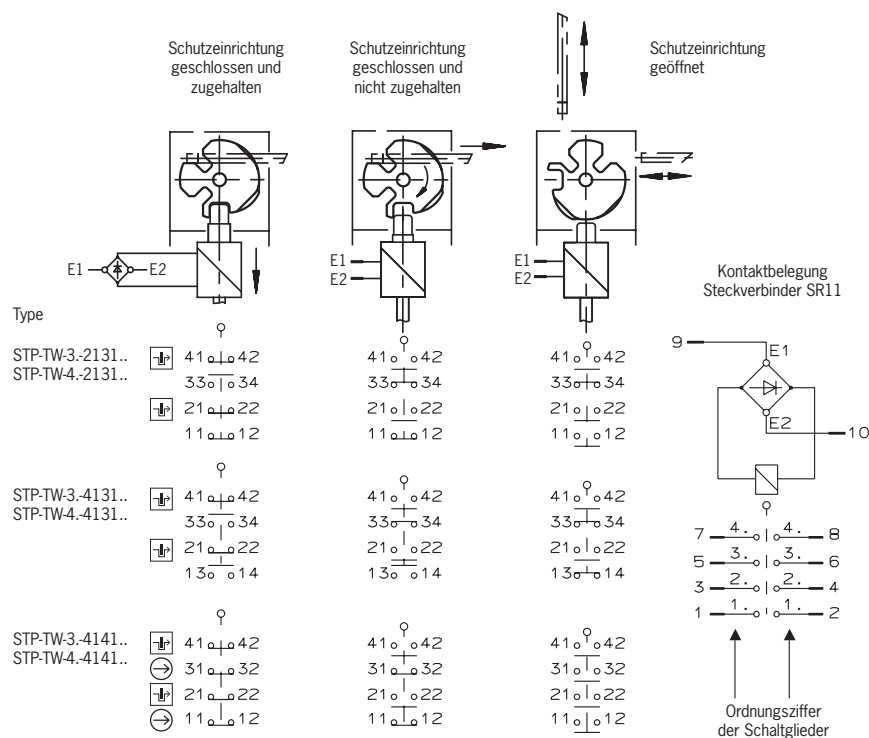 Schutzeinrichtung
geschlossen und
zugehalten
Schutzeinrichtung
geschlossen und
nicht zugehalten
Schutzeinrichtung
geöffnet
E1
E2
E1
E2
E1
E2
Kontaktbelegung
Steckverbinder SR11
Type
STP-TW-3.-2131..
STP-TW-4.-2131..
41 42
33 34
21 22
11 12
41 42
33 34
21 22
11 12
41 42
33 34
21 22
11 12
STP-TW-3.-4131..
STP-TW-4.-4131..
41 42
33 34
21 22
13 14
41 42
33 34
21 22
13 14
41 42
33 34
21 22
13 14
STP-TW-3.-4141..
STP-TW-4.-4141..
41 42
31 32
21 22
11 12
41 42
31 32
21 22
11 12
41 42
31 32
21 22
11 12
9
E1
E2
10
7 4. 4. 8
5 3. 3. 6
3 2. 2. 4
1 1. 1. 2
Ordnungsziffer
der Schaltglieder